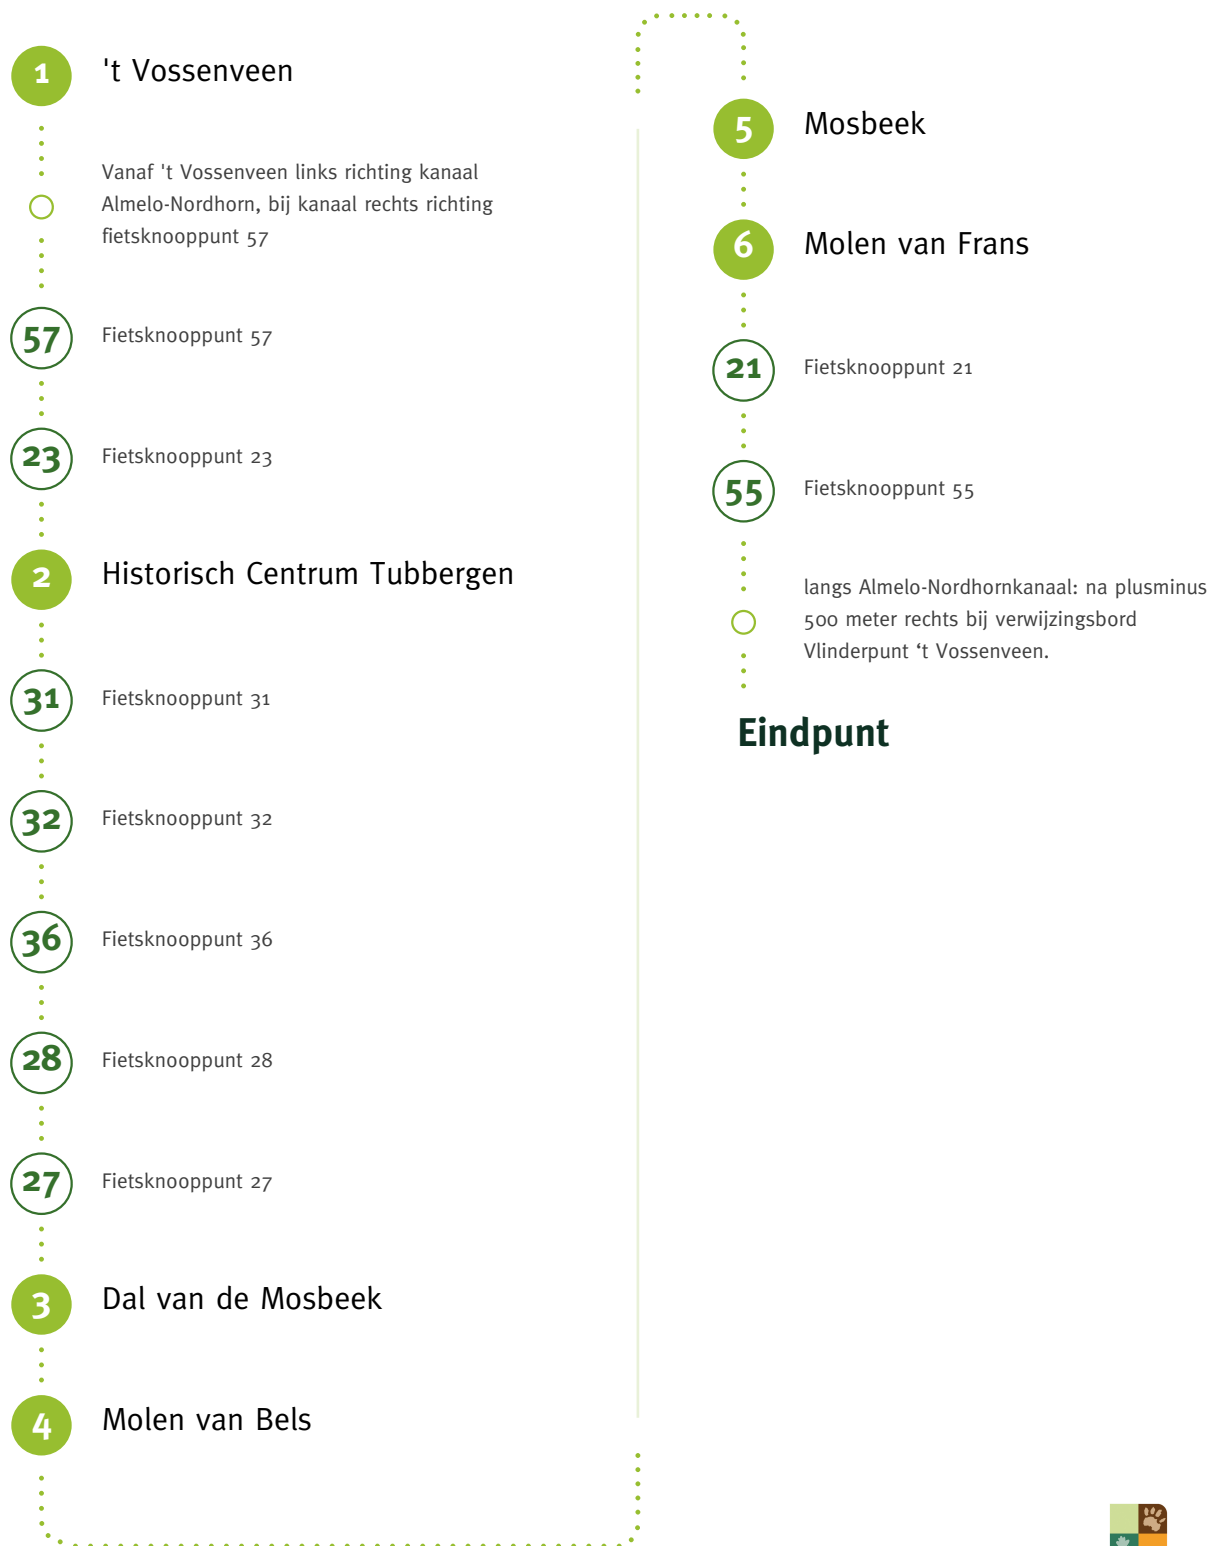 1 't Vossenveen
Vanaf 't Vossenveen links richting kanaal
Almelo-Nordhorn, bij kanaal rechts richting
fietsknooppunt 57
57 Fietsknooppunt 57
23 Fietsknooppunt 23
2 Historisch Centrum Tubbergen
31 Fietsknooppunt 31
32 Fietsknooppunt 32
36 Fietsknooppunt 36
28 Fietsknooppunt 28
27 Fietsknooppunt 27
3 Dal van de Mosbeek
4 Molen van Bels
5 Mosbeek
6 Molen van Frans
21 Fietsknooppunt 21
55 Fietsknooppunt 55
langs Almelo-Nordhornkanaal: na plusminus
500 meter rechts bij verwijzingsbord
Vlinderpunt ‘t Vossenveen.
Eindpunt